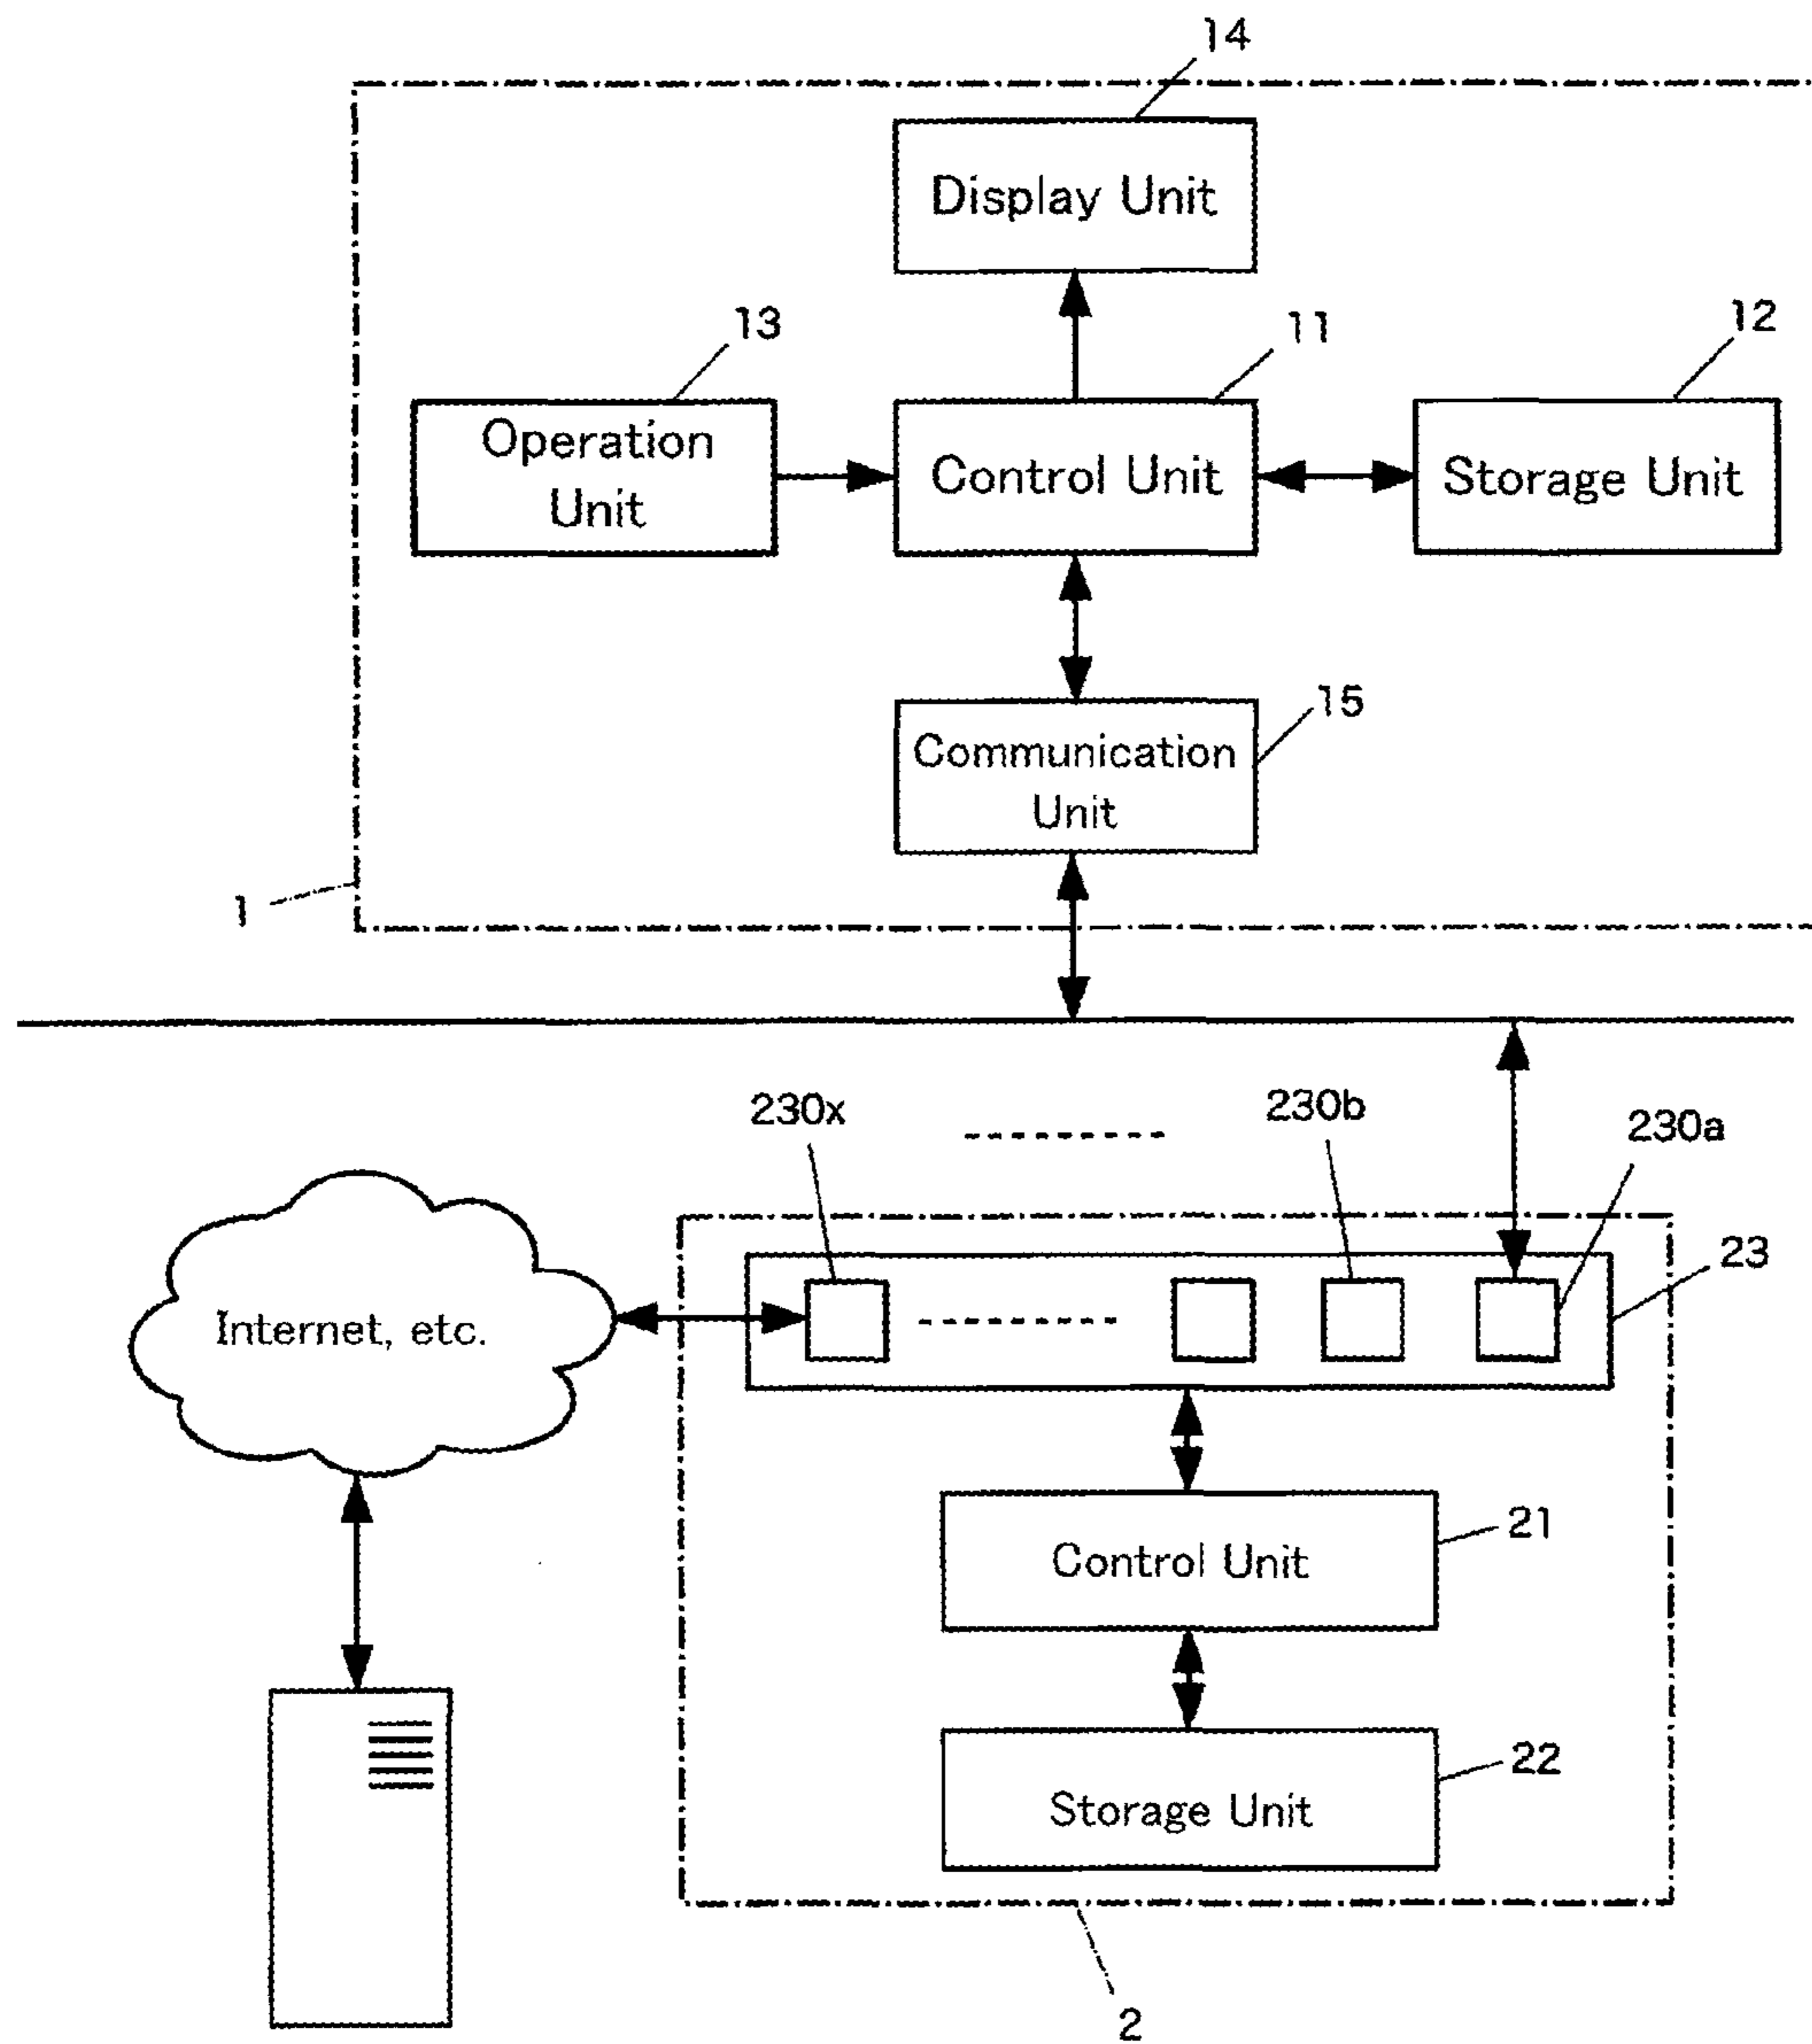 14
Display Unit
13
11
12
Operation
Unit
Control Unit
Storage Unit
15
Communication
Unit
1
230x
230b
230a
23
Internet, etc.
21
Control Unit
22
Storage Unit
2